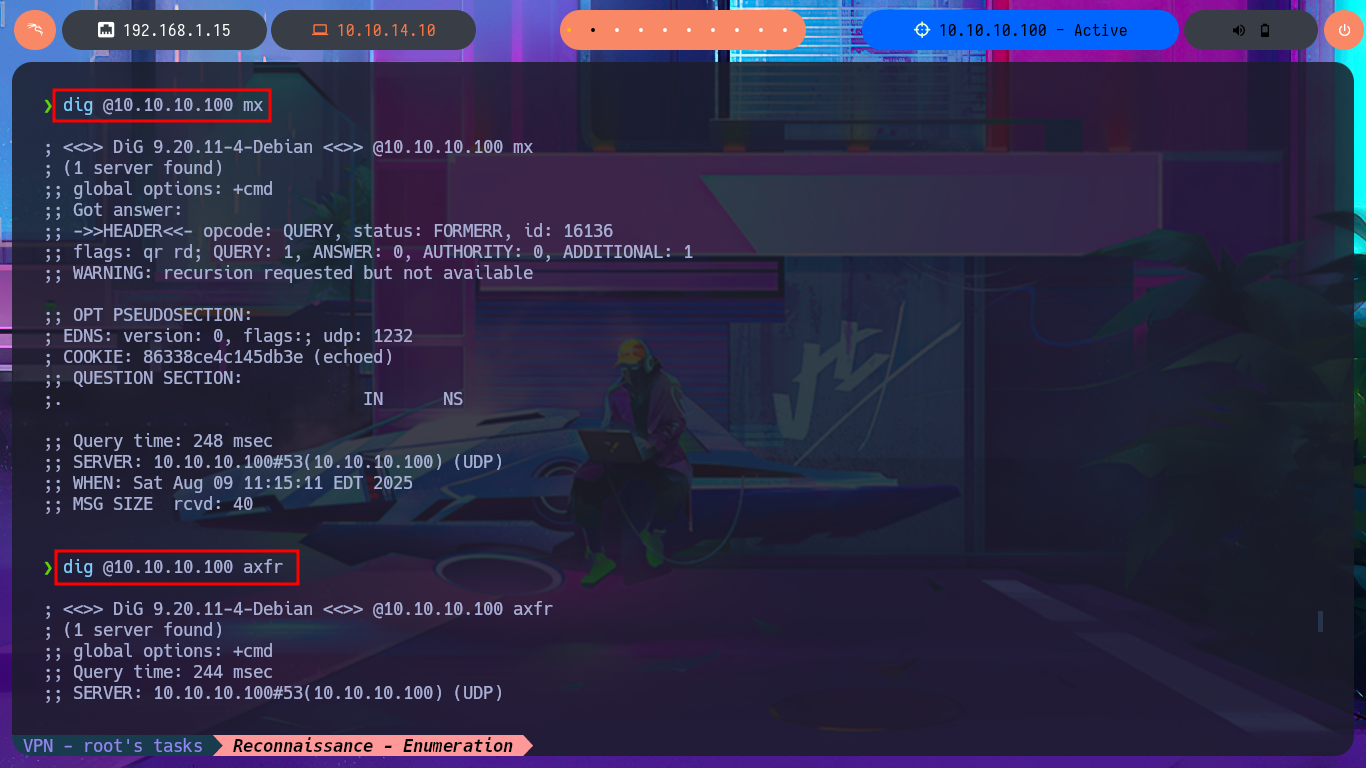 192.168.1.15
10.10.14.10
10.10.10.100 - Active
❯ dig @10.10.10.100 mx
; <<>> DiG 9.20.11-4-Debian <<>> @10.10.10.100 mx
; (1 server found)
;; global options: +cmd
;; Got answer:
;; ->>HEADER<<- opcode: QUERY, status: FORMERR, id: 16136
;; flags: qr rd; QUERY: 1, ANSWER: 0, AUTHORITY: 0, ADDITIONAL: 1
;; WARNING: recursion requested but not available
;; OPT PSEUDOSECTION:
; EDNS: version: 0, flags:; udp: 1232
; COOKIE: 86338ce4c145db3e (echoed)
;; QUESTION SECTION:
;. IN NS
;; Query time: 248 msec
;; SERVER: 10.10.10.100#53(10.10.10.100) (UDP)
;; WHEN: Sat Aug 09 11:15:11 EDT 2025
;; MSG SIZE  rcvd: 40
❯ dig @10.10.10.100 axfr
; <<>> DiG 9.20.11-4-Debian <<>> @10.10.10.100 axfr
; (1 server found)
;; global options: +cmd
;; Query time: 244 msec
;; SERVER: 10.10.10.100#53(10.10.10.100) (UDP)
VPN - root's tasks
Reconnaissance - Enumeration